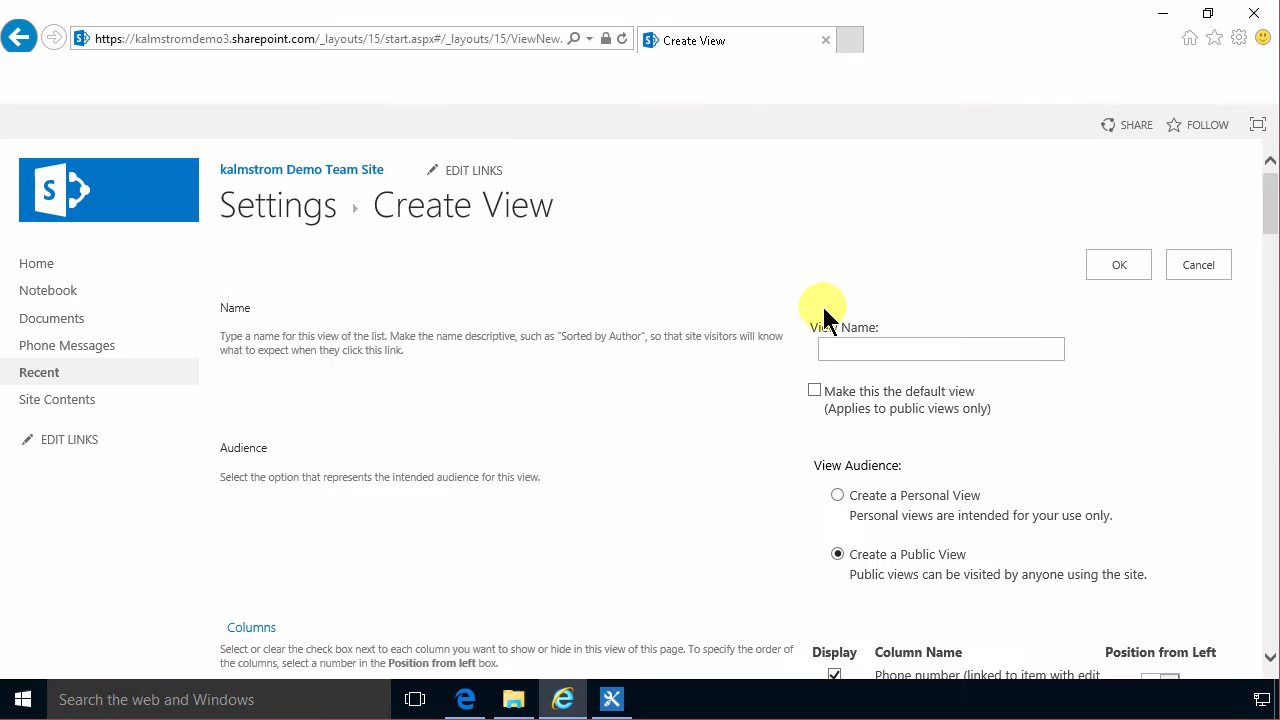 https://kalmstromdemo3.sharepoint.com/_layouts/15/start.aspx#/_layouts/15/ViewNew.
Create View
SHARE
FOLLOW
S
kalmstrom Demo Team Site
EDIT LINKS
Settings ▸ Create View
OK
Cancel
Home
Notebook
Documents
Phone Messages
Recent
Site Contents
EDIT LINKS
Name
Type a name for this view of the list. Make the name descriptive, such as "Sorted by Author", so that site visitors will know
what to expect when they click this link.
View Name:
Make this the default view
(Applies to public views only)
Audience
Select the option that represents the intended audience for this view.
View Audience:
Create a Personal View
Personal views are intended for your use only.
Create a Public View
Public views can be visited by anyone using the site.
Columns
Select or clear the check box next to each column you want to show or hide in this view of this page. To specify the order of
the columns, select a number in the Position from left box.
Display
Column Name
Position from Left
Phone number (linked to item with edit
Search the web and Windows